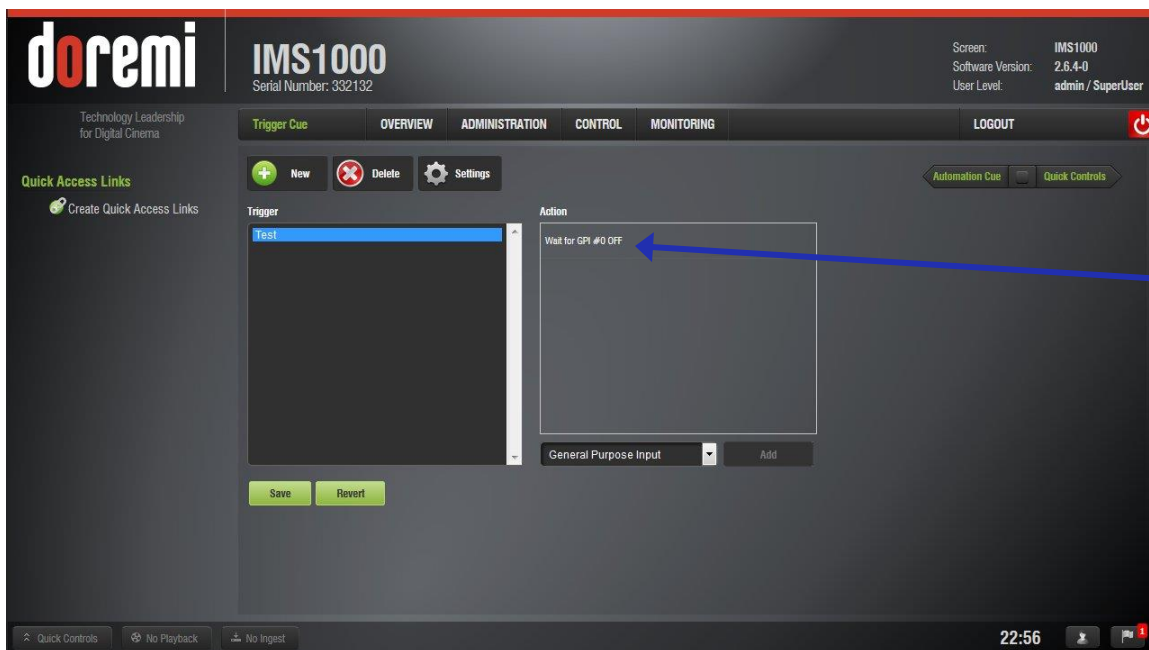 doremi
Technology Leadership
for Digital Cinema
IMS1000
Serial Number: 332132
Screen: IMS1000
Software Version: 2.6.4-0
User Level: admin / SuperUser
Trigger Cue OVERVIEW ADMINISTRATION CONTROL MONITORING LOGOUT
Quick Access Links
Create Quick Access Links
New Delete Settings
Automation Cue Quick Controls
Trigger Action
Test
Wait for GPI #0 OFF
General Purpose Input Add
Save Revert
Quick Controls No Playback No Ingest 22:56 1